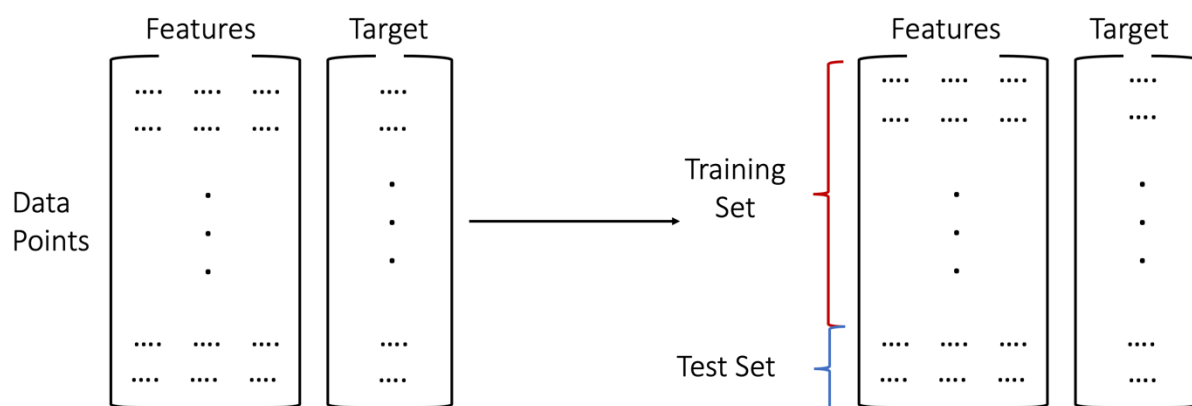 Features
Target
Data
Points
Features
Target
Training
Set
Test Set